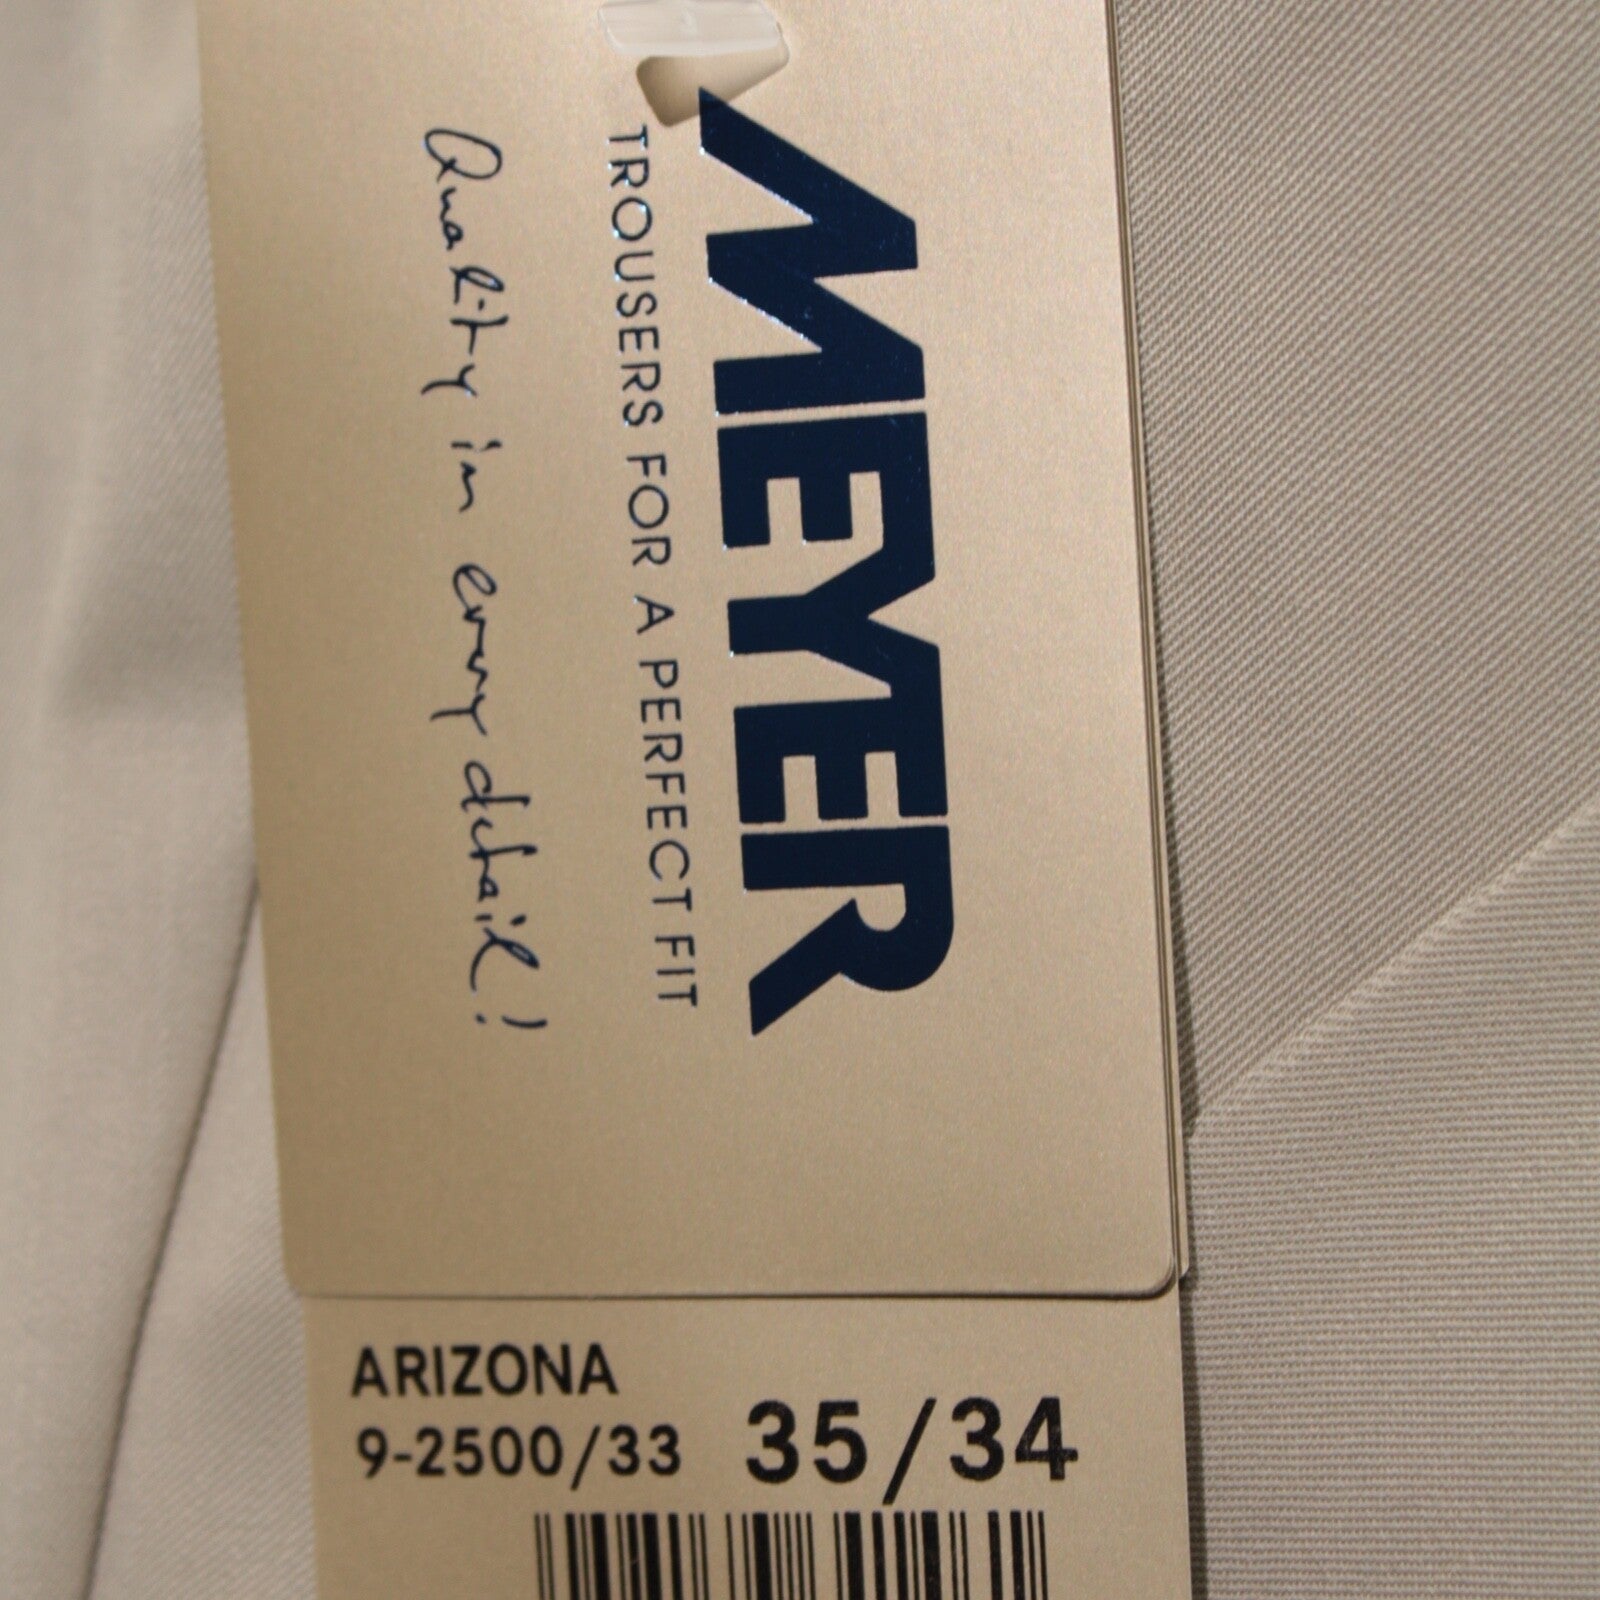 MEYER
TROUSERS FOR A PERFECT FIT
Quality in every detail!
ARIZONA
9-2500/33 35/34